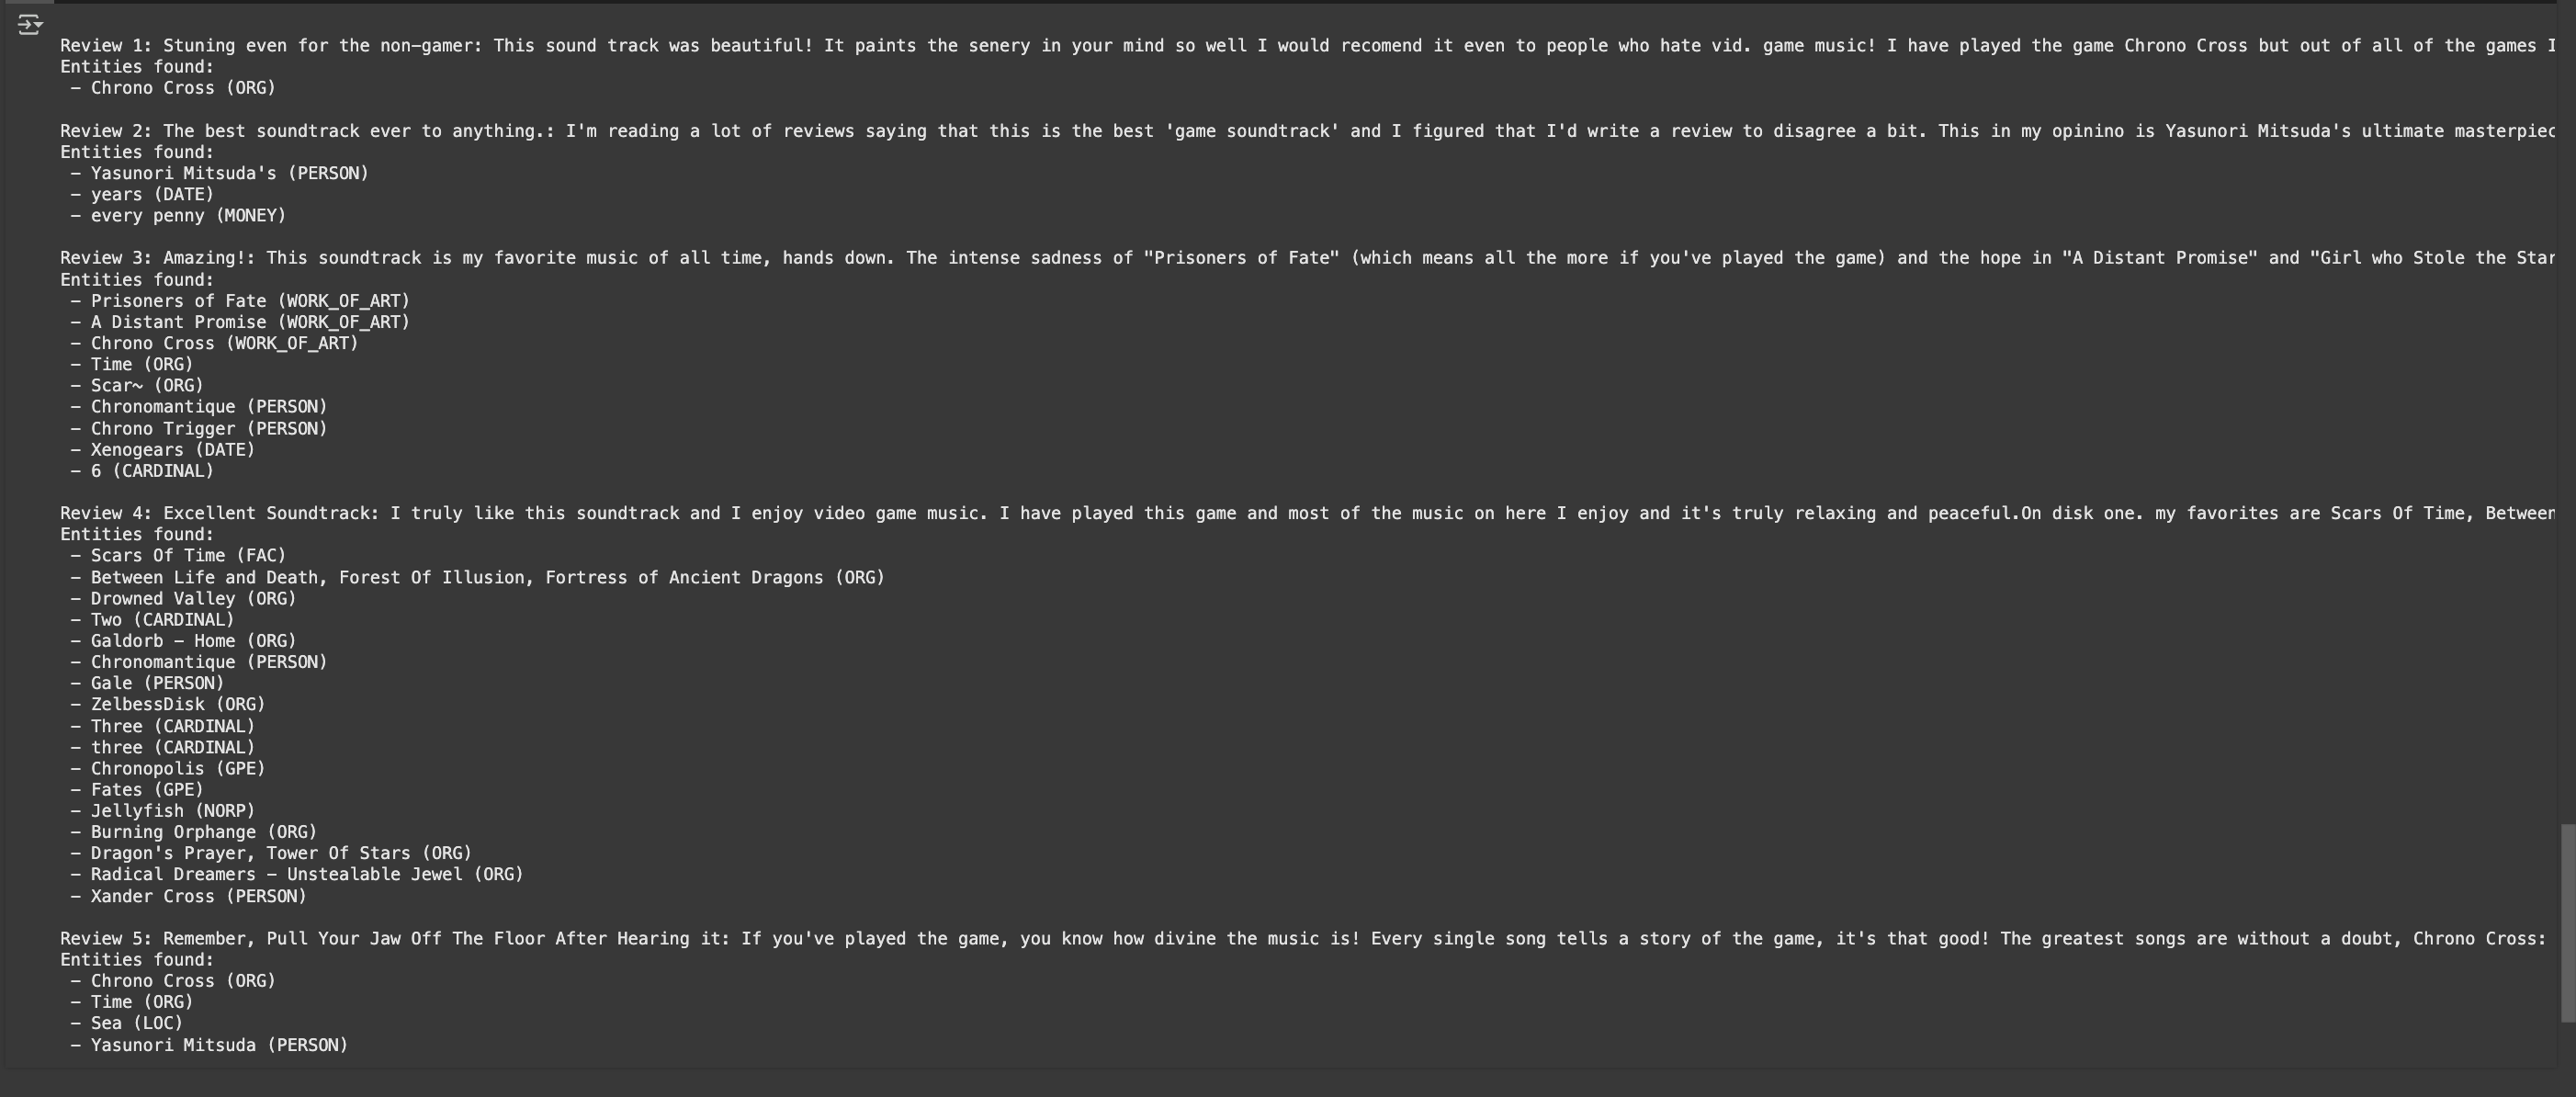 Review 1: Stuning even for the non-gamer: This sound track was beautiful! It paints the senery in your mind so well I would recomend it even to people who hate vid. game music! I have played the game Chrono Cross but out of all of the games I
Entities found:
- Chrono Cross (ORG)
Review 2: The best soundtrack ever to anything.: I'm reading a lot of reviews saying that this is the best 'game soundtrack' and I figured that I'd write a review to disagree a bit. This in my opinino is Yasunori Mitsuda's ultimate masterpiec
Entities found:
- Yasunori Mitsuda's (PERSON)
- years (DATE)
- every penny (MONEY)
Review 3: Amazing!: This soundtrack is my favorite music of all time, hands down. The intense sadness of "Prisoners of Fate" (which means all the more if you've played the game) and the hope in "A Distant Promise" and "Girl who Stole the Star
Entities found:
- Prisoners of Fate (WORK_OF_ART)
- A Distant Promise (WORK_OF_ART)
- Chrono Cross (WORK_OF_ART)
- Time (ORG)
- Scar~ (ORG)
- Chronomantique (PERSON)
- Chrono Trigger (PERSON)
- Xenogears (DATE)
- 6 (CARDINAL)
Review 4: Excellent Soundtrack: I truly like this soundtrack and I enjoy video game music. I have played this game and most of the music on here I enjoy and it's truly relaxing and peaceful.On disk one. my favorites are Scars Of Time, Between
Entities found:
- Scars Of Time (FAC)
- Between Life and Death, Forest Of Illusion, Fortress of Ancient Dragons (ORG)
- Drowned Valley (ORG)
- Two (CARDINAL)
- Galdorb - Home (ORG)
- Chronomantique (PERSON)
- Gale (PERSON)
- ZelbessDisk (ORG)
- Three (CARDINAL)
- three (CARDINAL)
- Chronopolis (GPE)
- Fates (GPE)
- Jellyfish (NORP)
- Burning Orphange (ORG)
- Dragon's Prayer, Tower Of Stars (ORG)
- Radical Dreamers - Unstealable Jewel (ORG)
- Xander Cross (PERSON)
Review 5: Remember, Pull Your Jaw Off The Floor After Hearing it: If you've played the game, you know how divine the music is! Every single song tells a story of the game, it's that good! The greatest songs are without a doubt, Chrono Cross:
Entities found:
- Chrono Cross (ORG)
- Time (ORG)
- Sea (LOC)
- Yasunori Mitsuda (PERSON)